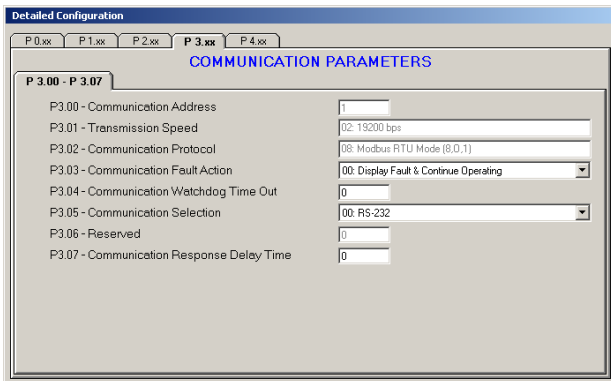 Detailed Configuration
P 0.xx P 1.xx P 2.xx P 3.xx P 4.xx
COMMUNICATION PARAMETERS
P 3.00 - P 3.07
P3.00 - Communication Address 1
P3.01 - Transmission Speed 02: 19200 bps
P3.02 - Communication Protocol 08: Modbus RTU Mode (8,O,1)
P3.03 - Communication Fault Action 00: Display Fault & Continue Operating
P3.04 - Communication Watchdog Time Out 0
P3.05 - Communication Selection 00: RS-232
P3.06 - Reserved 0
P3.07 - Communication Response Delay Time 0